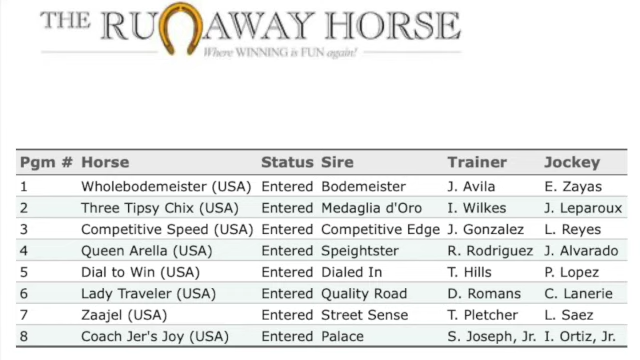 THE RUNAWAY HORSE
Where WINNING is FUN again!
Pgm # Horse Status Sire Trainer Jockey
1 Wholebodemeister (USA) Entered Bodemeister J. Avila E. Zayas
2 Three Tipsy Chix (USA) Entered Medaglia d'Oro I. Wilkes J. Leparoux
3 Competitive Speed (USA) Entered Competitive Edge J. Gonzalez L. Reyes
4 Queen Arella (USA) Entered Speightster R. Rodriguez J. Alvarado
5 Dial to Win (USA) Entered Dialed In T. Hills P. Lopez
6 Lady Traveler (USA) Entered Quality Road D. Romans C. Lanerie
7 Zaajel (USA) Entered Street Sense T. Pletcher L. Saez
8 Coach Jer's Joy (USA) Entered Palace S. Joseph, Jr. I. Ortiz, Jr.